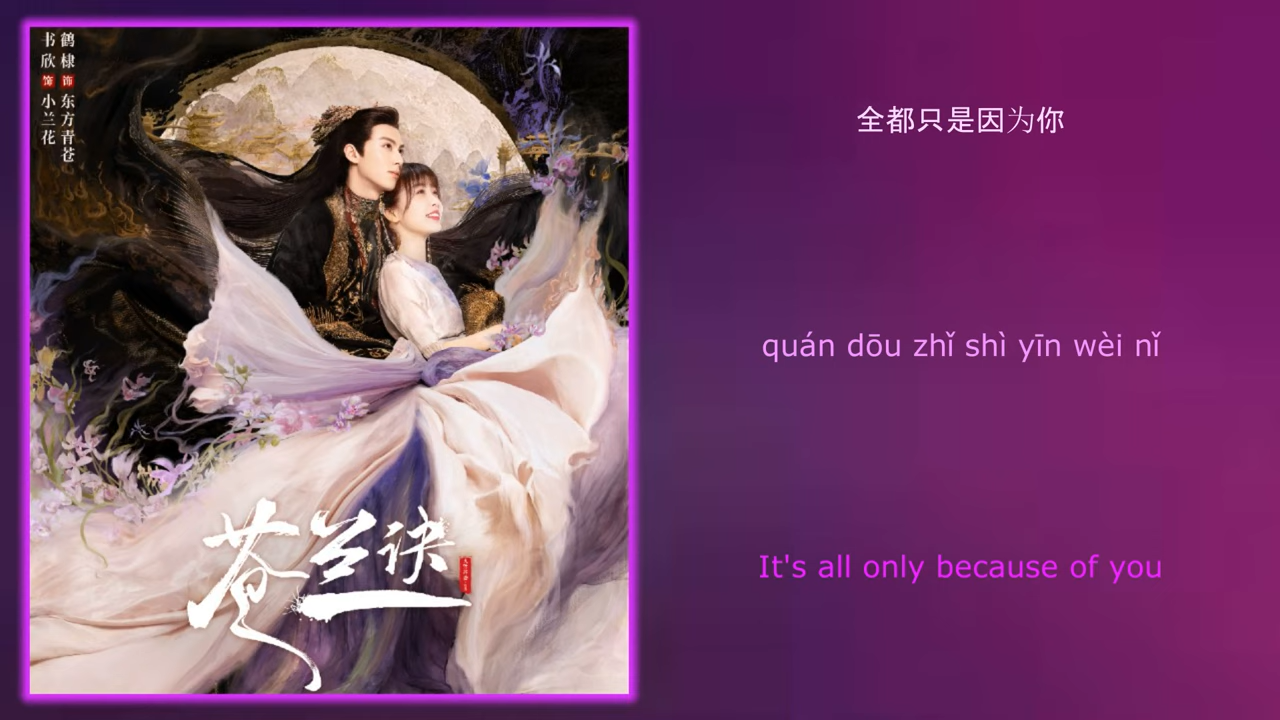 鹤棣饰东方青苍
书欣饰小兰花
苍兰诀
全都只是因为你
quán dōu zhǐ shì yīn wèi nǐ
It's all only because of you